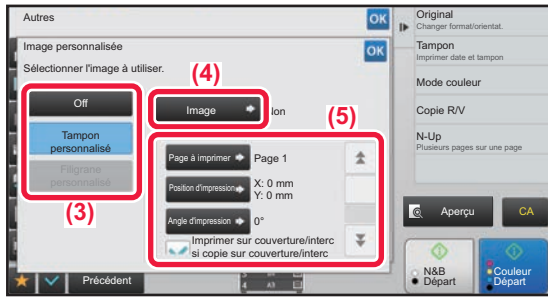 Autres
OK
Image personnalisée
OK
Sélectionner l'image à utiliser.
(4)
Off
Image
Non
(5)
Tampon
personnalisé
Filigrane
personnalisé
(3)
Page à imprimer
Page 1
Position d'impression
X: 0 mm
Y: 0 mm
Angle d'impression
0°
Imprimer sur couverture/interc
si copie sur couverture/interc
Précédent
4 A3
Original
Changer format/orientat.
Tampon
Imprimer date et tampon
Mode couleur
Copie R/V
N-Up
Plusieurs pages sur une page
Aperçu
CA
N&B
Départ
Couleur
Départ